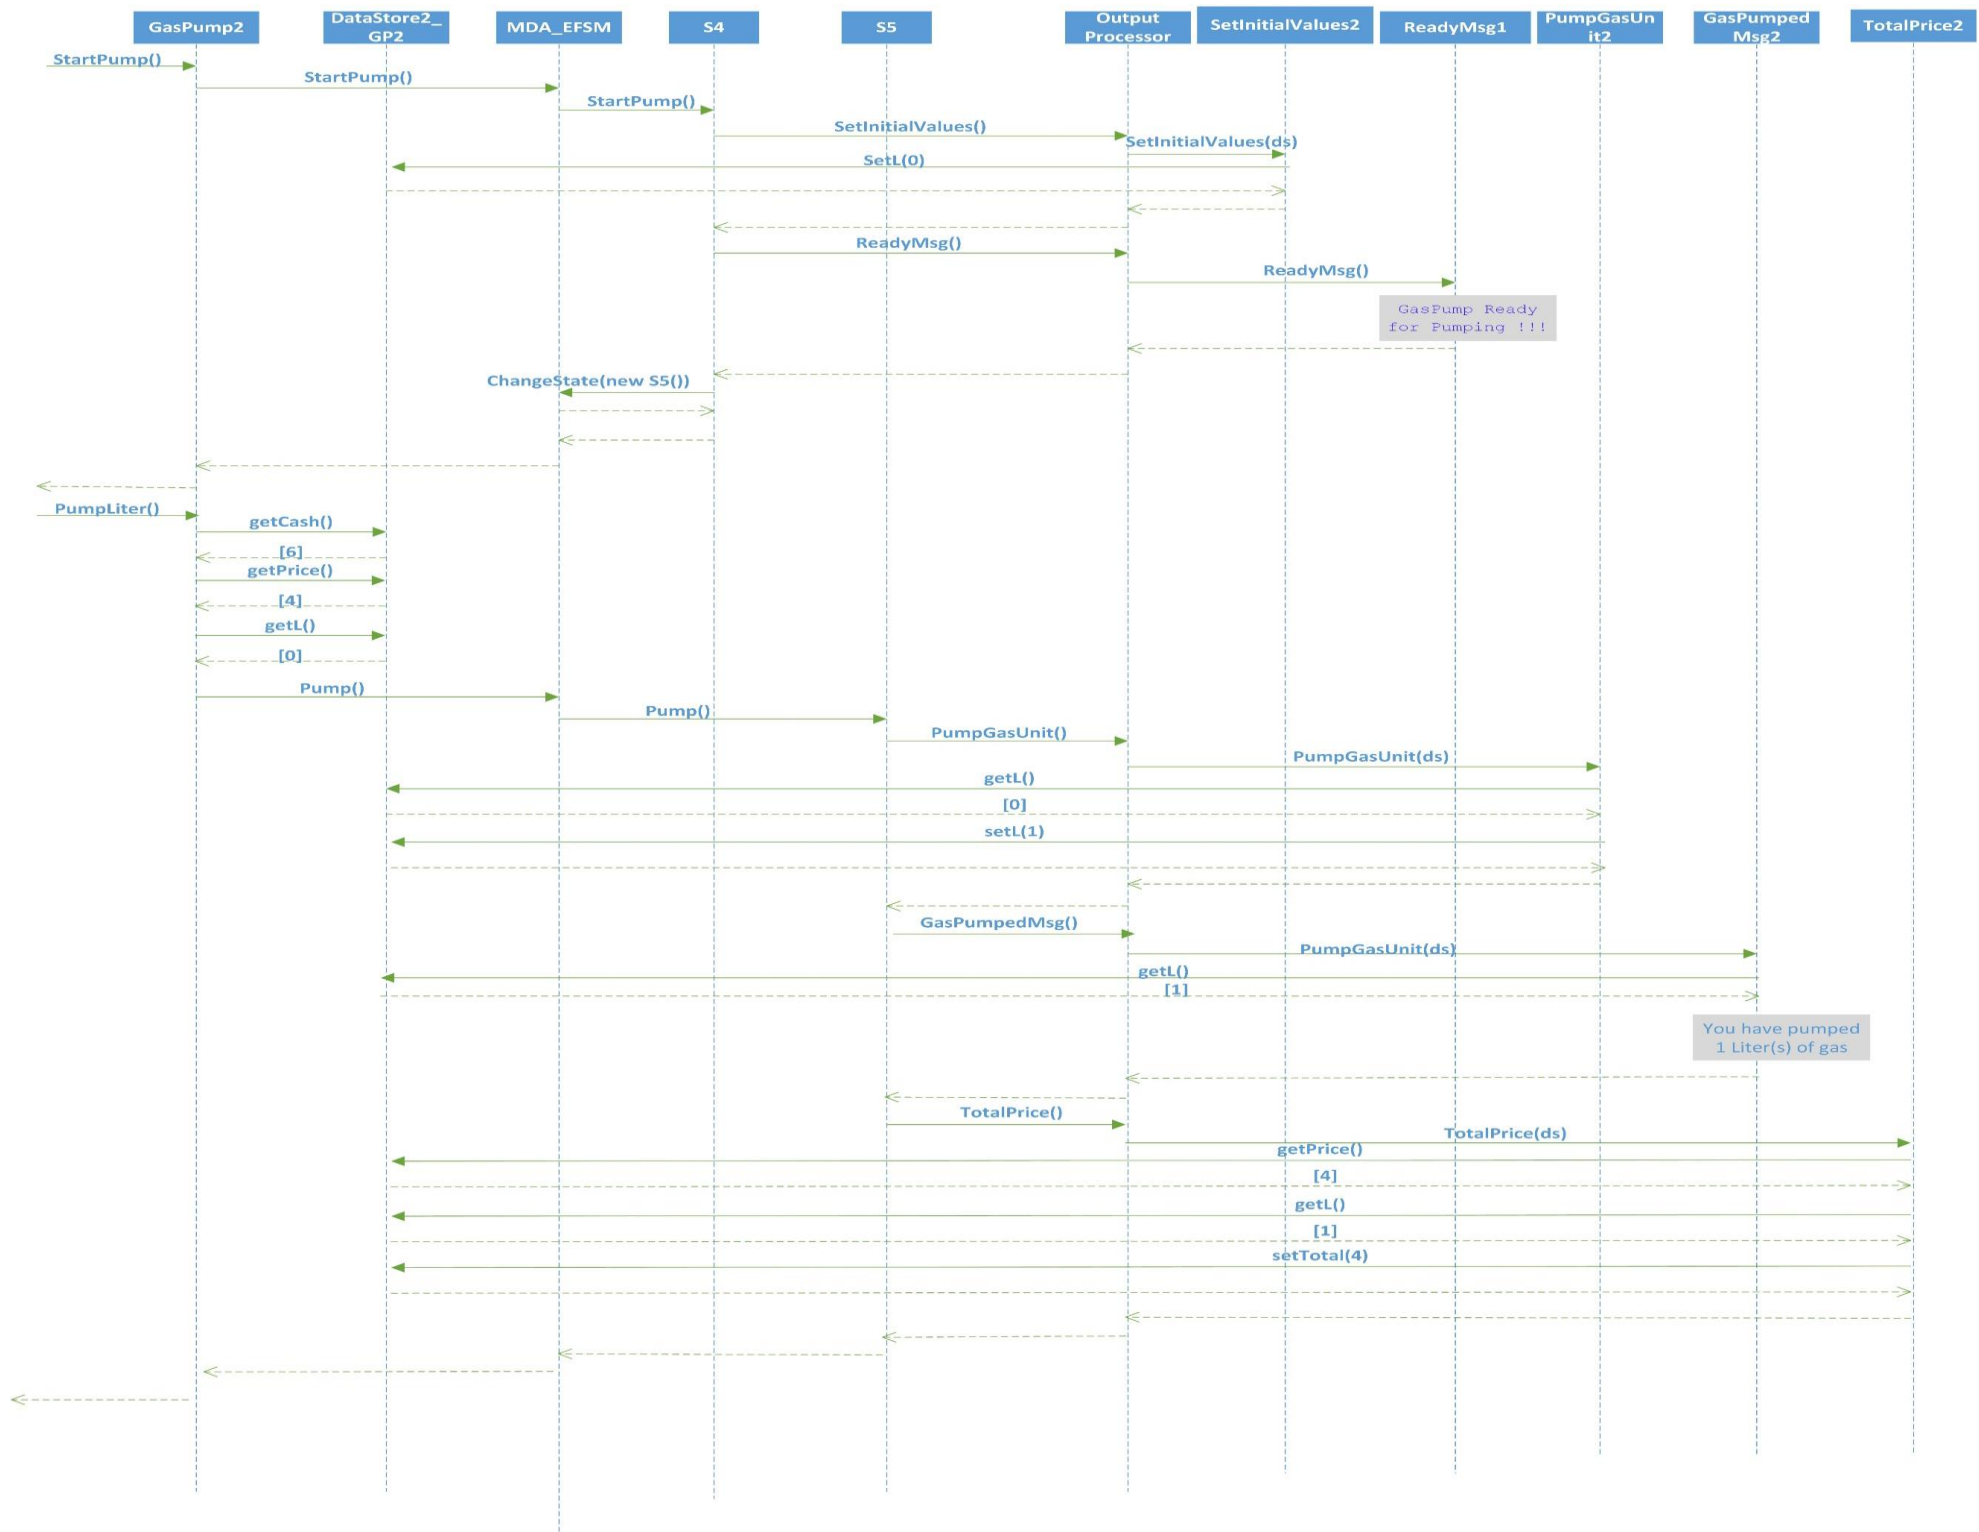 GasPump2
DataStore2_
GP2
MDA_EFSM
S4
S5
Output
Processor
SetInitialValues2
ReadyMsg1
PumpGasUn
it2
GasPumped
Msg2
TotalPrice2
StartPump()
StartPump()
StartPump()
SetInitialValues()
SetInitialValues(ds)
SetL(0)
ReadyMsg()
ReadyMsg()
GasPump Ready
for Pumping !!!
ChangeState(new S5())
PumpLiter()
getCash()
[6]
getPrice()
[4]
getL()
[0]
Pump()
Pump()
PumpGasUnit()
PumpGasUnit(ds)
getL()
[0]
setL(1)
GasPumpedMsg()
PumpGasUnit(ds)
getL()
[1]
You have pumped
1 Liter(s) of gas
TotalPrice()
TotalPrice(ds)
getPrice()
[4]
getL()
[1]
setTotal(4)